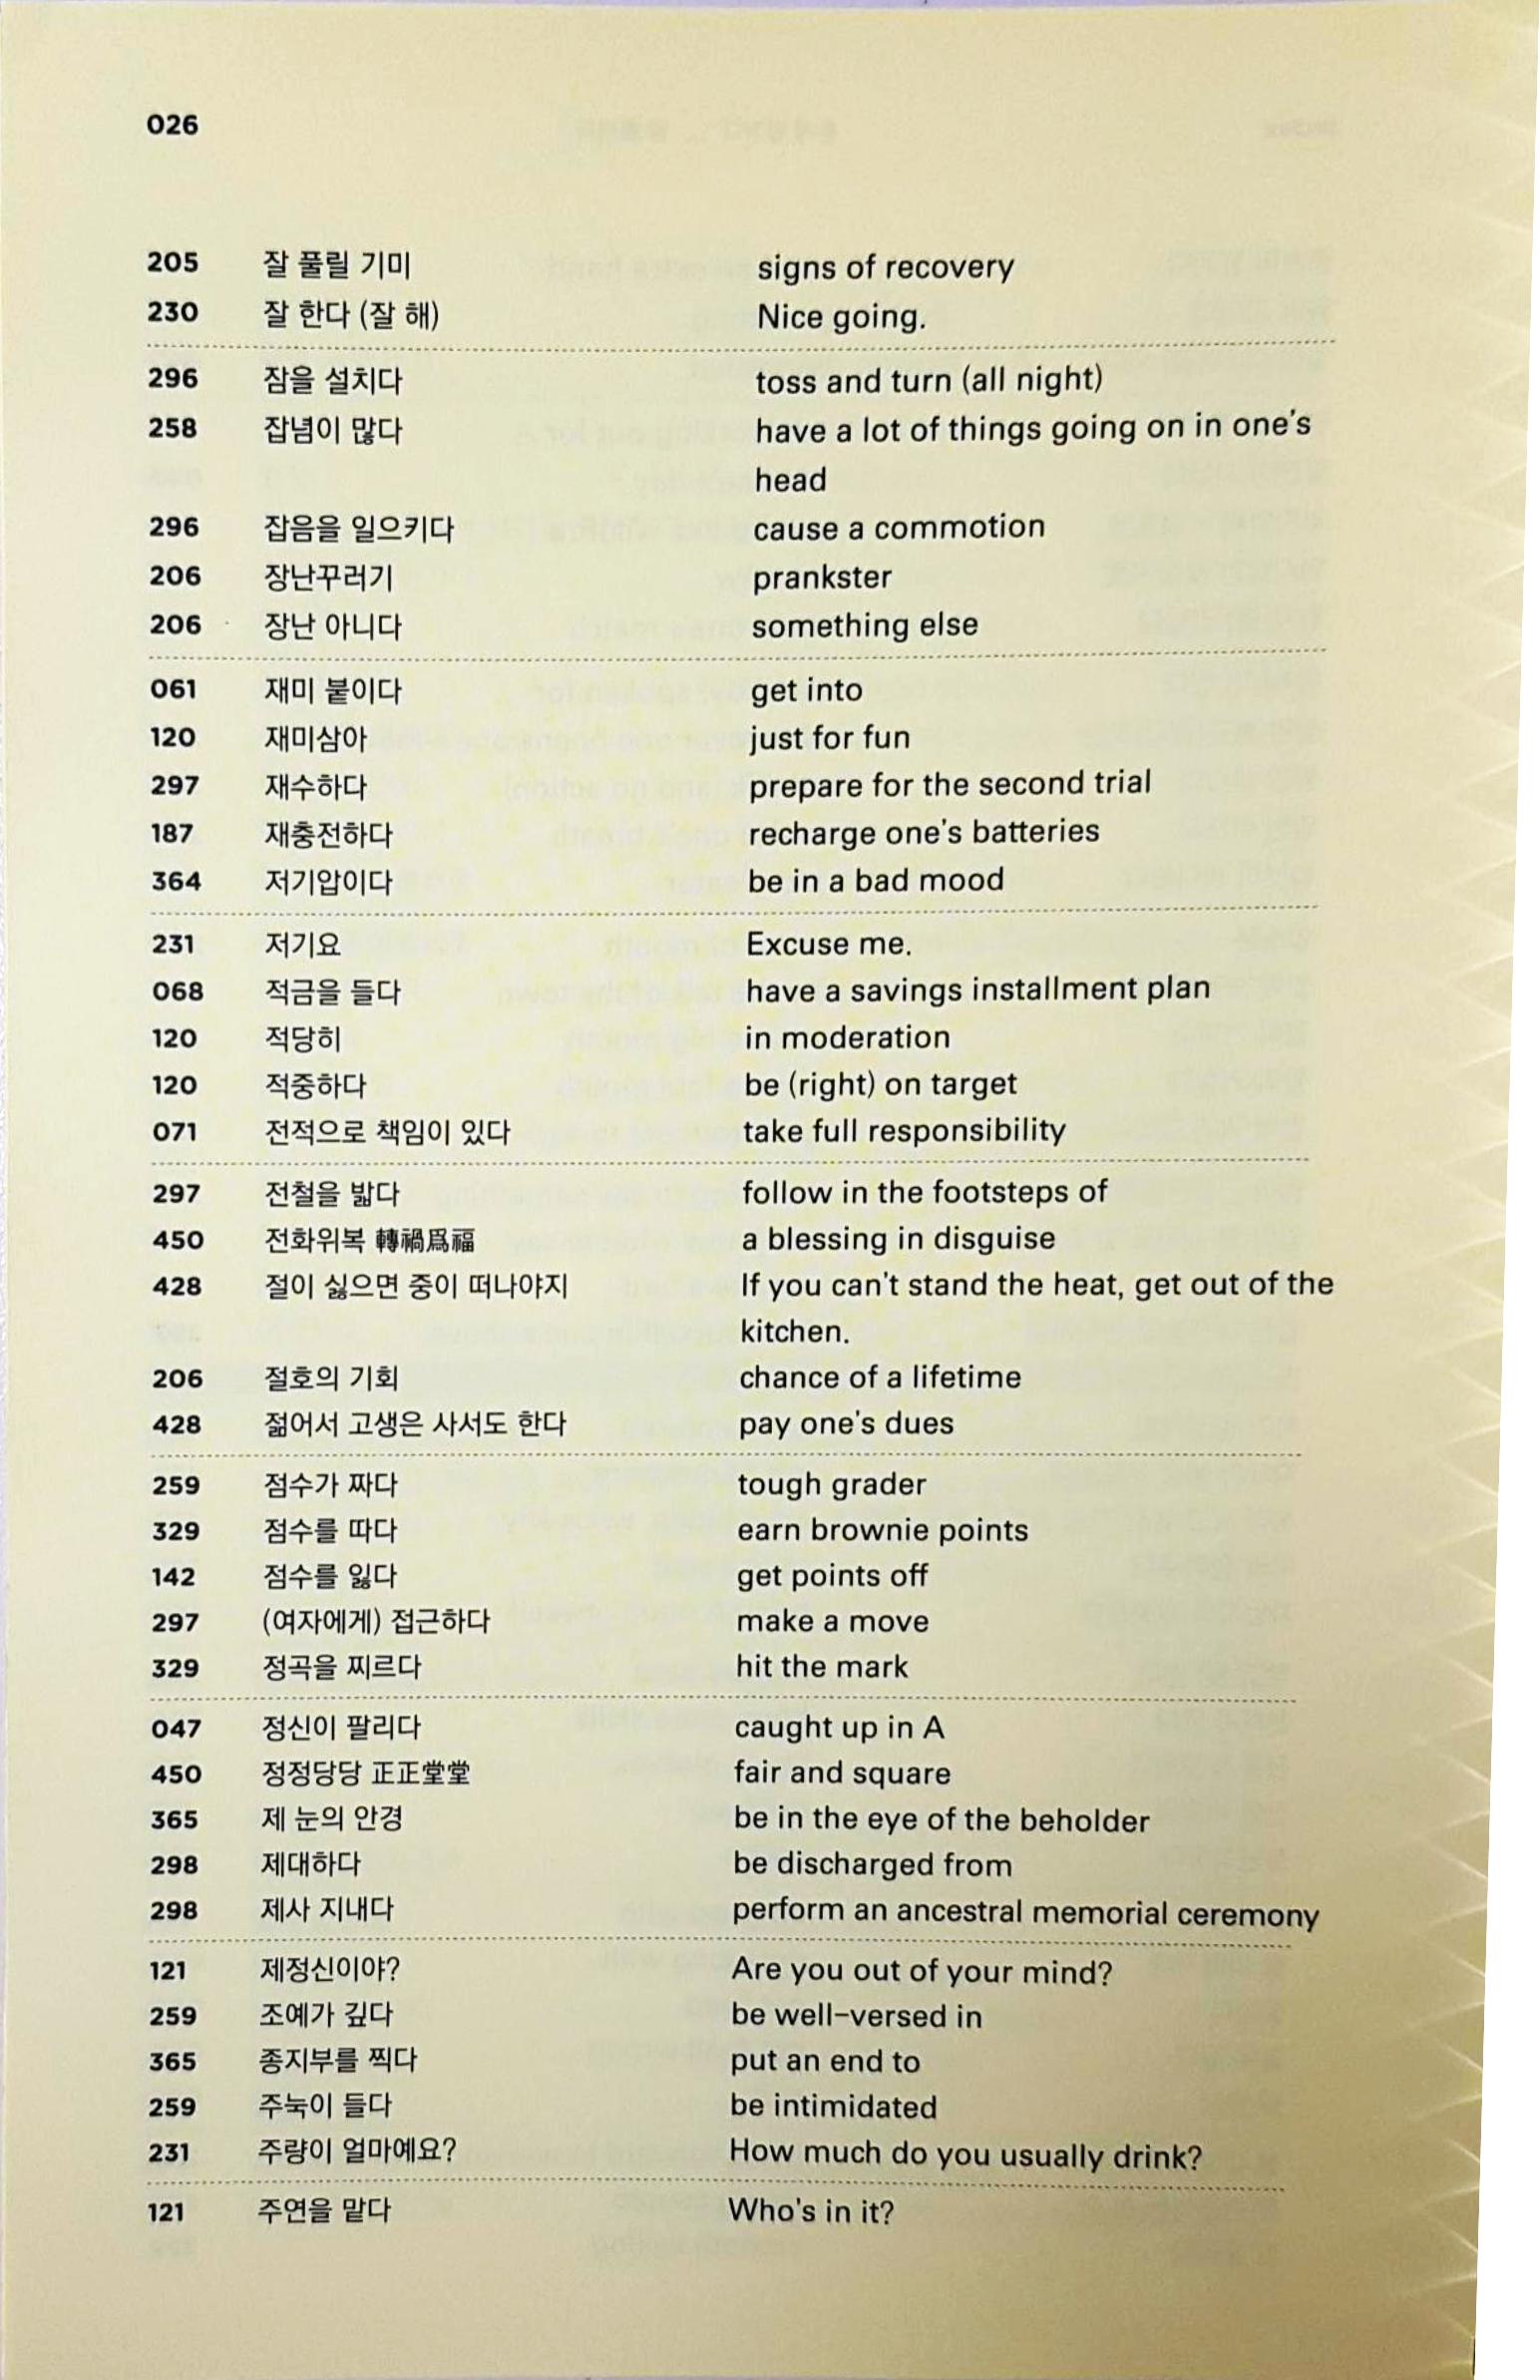 026
205 잘 풀릴 기미 signs of recovery
230 잘 한다 (잘 해) Nice going.
296 잠을 설치다 toss and turn (all night)
258 잡념이 많다 have a lot of things going on in one's
head
296 잡음을 일으키다 cause a commotion
206 장난꾸러기 prankster
206 장난 아니다 something else
061 재미 붙이다 get into
120 재미삼아 just for fun
297 재수하다 prepare for the second trial
187 재충전하다 recharge one's batteries
364 저기압이다 be in a bad mood
231 저기요 Excuse me.
068 적금을 들다 have a savings installment plan
120 적당히 in moderation
120 적중하다 be (right) on target
071 전적으로 책임이 있다 take full responsibility
297 전철을 밟다 follow in the footsteps of
450 전화위복 轉禍爲福 a blessing in disguise
428 절이 싫으면 중이 떠나야지 If you can't stand the heat, get out of the
kitchen.
206 절호의 기회 chance of a lifetime
428 젊어서 고생은 사서도 한다 pay one's dues
259 점수가 짜다 tough grader
329 점수를 따다 earn brownie points
142 점수를 잃다 get points off
297 (여자에게) 접근하다 make a move
329 정곡을 찌르다 hit the mark
047 정신이 팔리다 caught up in A
450 정정당당 正正堂堂 fair and square
365 제 눈의 안경 be in the eye of the beholder
298 제대하다 be discharged from
298 제사 지내다 perform an ancestral memorial ceremony
121 제정신이야? Are you out of your mind?
259 조예가 깊다 be well-versed in
365 종지부를 찍다 put an end to
259 주눅이 들다 be intimidated
231 주량이 얼마예요? How much do you usually drink?
121 주연을 맡다 Who's in it?